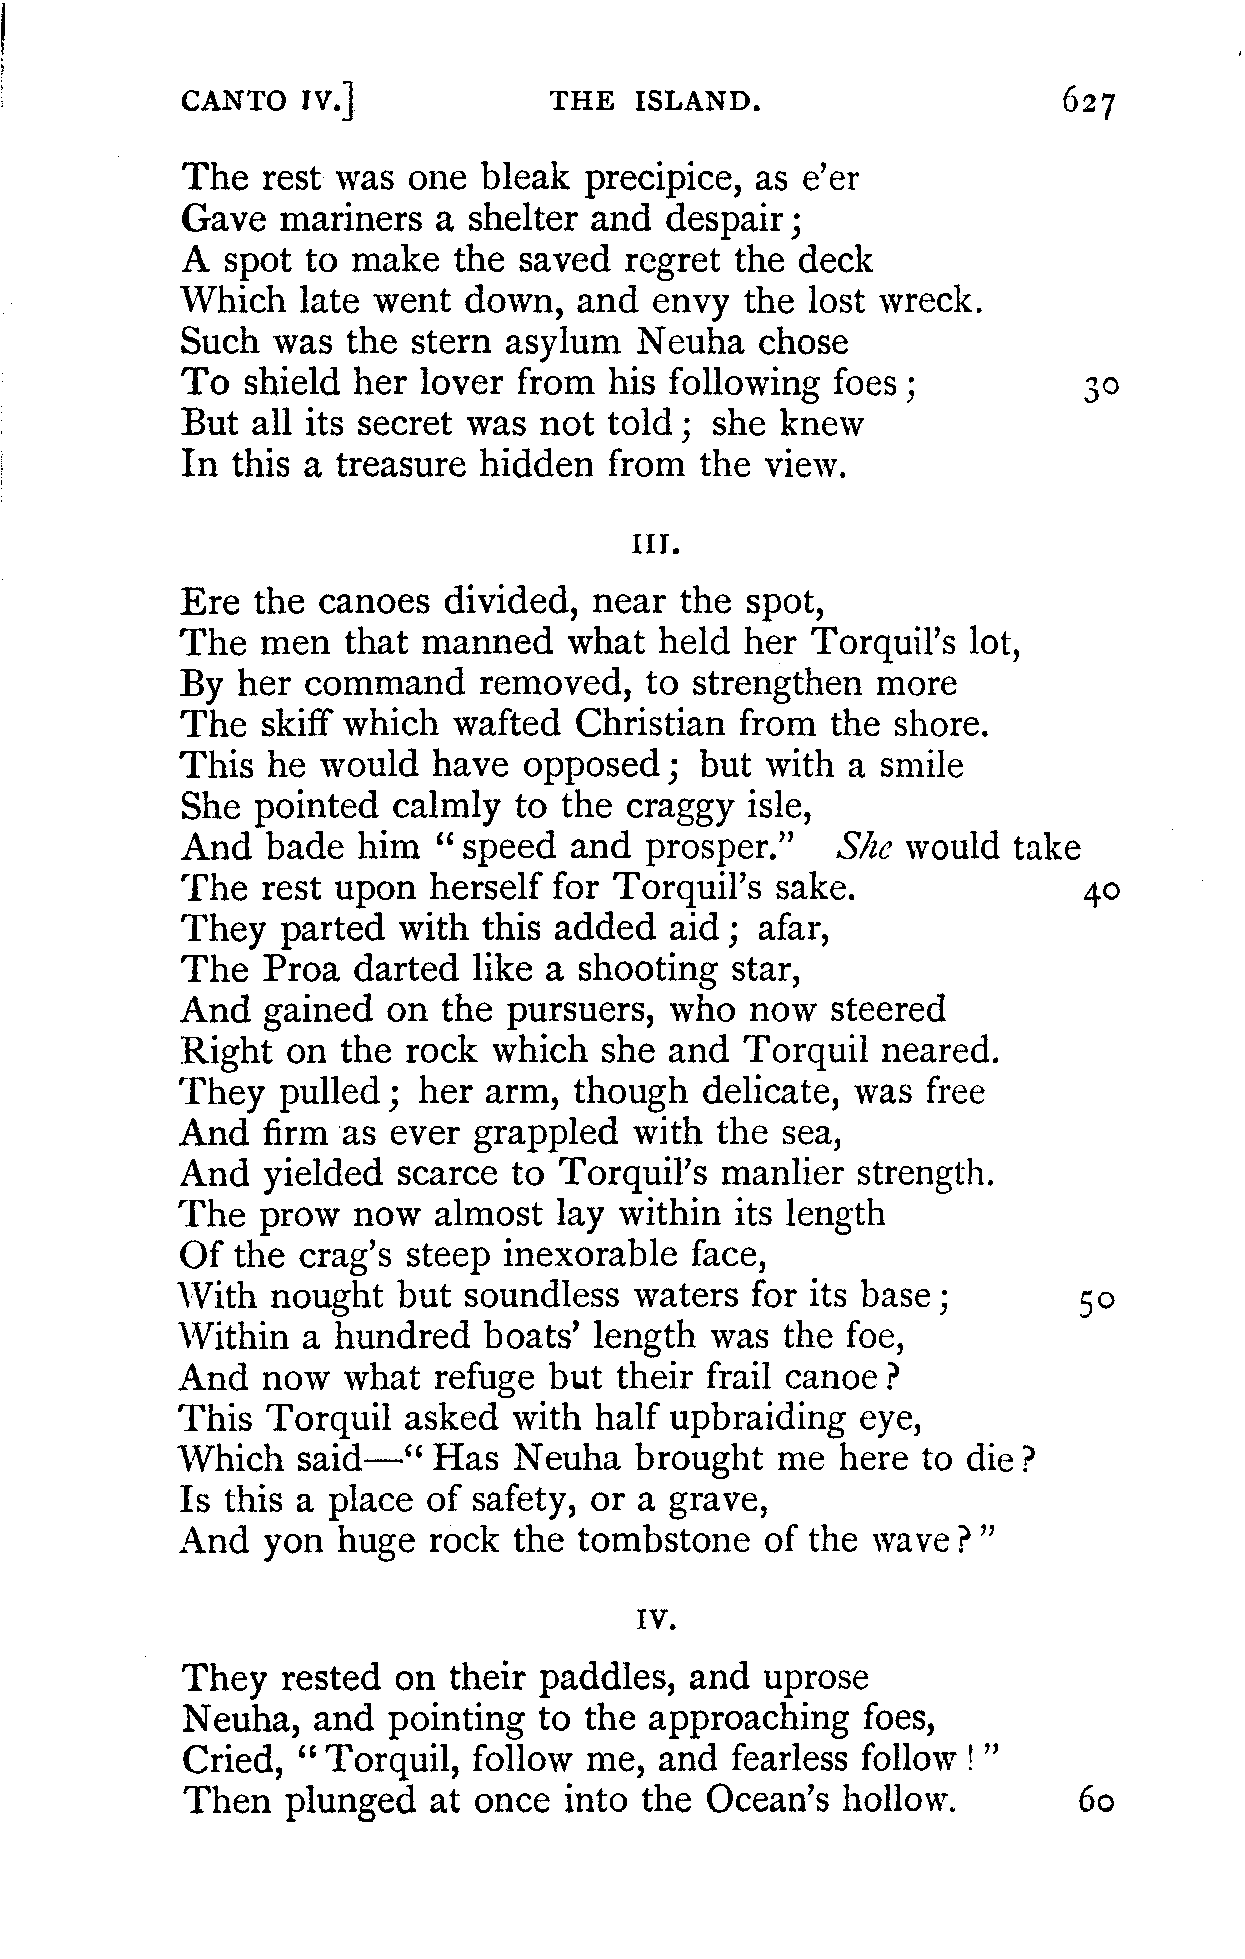 CANTO IV.] THE ISLAND. 627
The rest was one bleak precipice, as e'er
Gave mariners a shelter and despair;
A spot to make the saved regret the deck
Which late went down, and envy the lost wreck.
Such was the stern asylum Neuha chose
To shield her lover from his following foes; 30
But all its secret was not told; she knew
In this a treasure hidden from the view.
III.
Ere the canoes divided, near the spot,
The men that manned what held her Torquil's lot,
By her command removed, to strengthen more
The skiff which wafted Christian from the shore.
This he would have opposed; but with a smile
She pointed calmly to the craggy isle,
And bade him "speed and prosper." She would take
The rest upon herself for Torquil's sake. 40
They parted with this added aid; afar,
The Proa darted like a shooting star,
And gained on the pursuers, who now steered
Right on the rock which she and Torquil neared.
They pulled; her arm, though delicate, was free
And firm as ever grappled with the sea,
And yielded scarce to Torquil's manlier strength.
The prow now almost lay within its length
Of the crag's steep inexorable face,
With nought but soundless waters for its base; 50
Within a hundred boats' length was the foe,
And now what refuge but their frail canoe?
This Torquil asked with half upbraiding eye,
Which said—"Has Neuha brought me here to die?
Is this a place of safety, or a grave,
And yon huge rock the tombstone of the wave?"
IV.
They rested on their paddles, and uprose
Neuha, and pointing to the approaching foes,
Cried, "Torquil, follow me, and fearless follow!"
Then plunged at once into the Ocean's hollow. 60